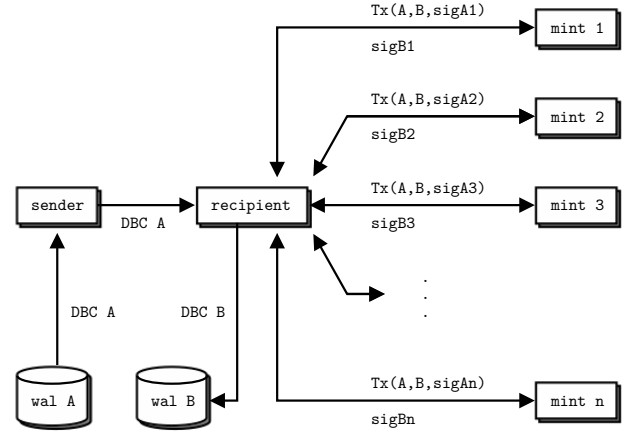 Tx(A,B,sigA1)
mint 1
sigB1
Tx(A,B,sigA2)
mint 2
sigB2
Tx(A,B,sigA3)
sender
recipient
mint 3
DBC A
sigB3
.
.
.
DBC A
DBC B
Tx(A,B,sigAn)
wal A
wal B
mint n
sigBn